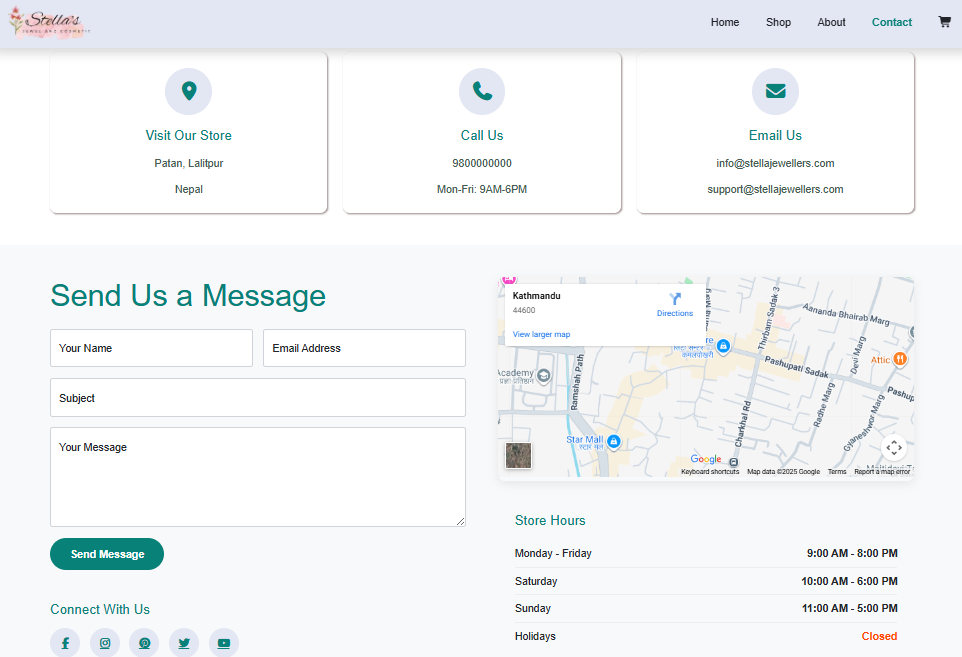 Stella's
JEWEL AND COSMETIC
Home
Shop
About
Contact
Visit Our Store
Patan, Lalitpur
Nepal
Call Us
9800000000
Mon-Fri: 9AM-6PM
Email Us
info@stellajewellers.com
support@stellajewellers.com
Send Us a Message
Your Name
Email Address
Subject
Your Message
Send Message
Connect With Us
Kathmandu
44600
Directions
View larger map
Aananda Bhairab Marg
Thirbam Sadak 3
Devi Marg
Attic
Pashupati Sadak
Radhe Marg
Gyaneshwor Marg
Charkhal Rd
Ramshah Path
Academy
Star Mall
स्टार मल
कमलपोखरी
Google
Keyboard shortcuts
Map data ©2025 Google
Terms
Report a map error
Store Hours
Monday - Friday
9:00 AM - 8:00 PM
Saturday
10:00 AM - 6:00 PM
Sunday
11:00 AM - 5:00 PM
Holidays
Closed